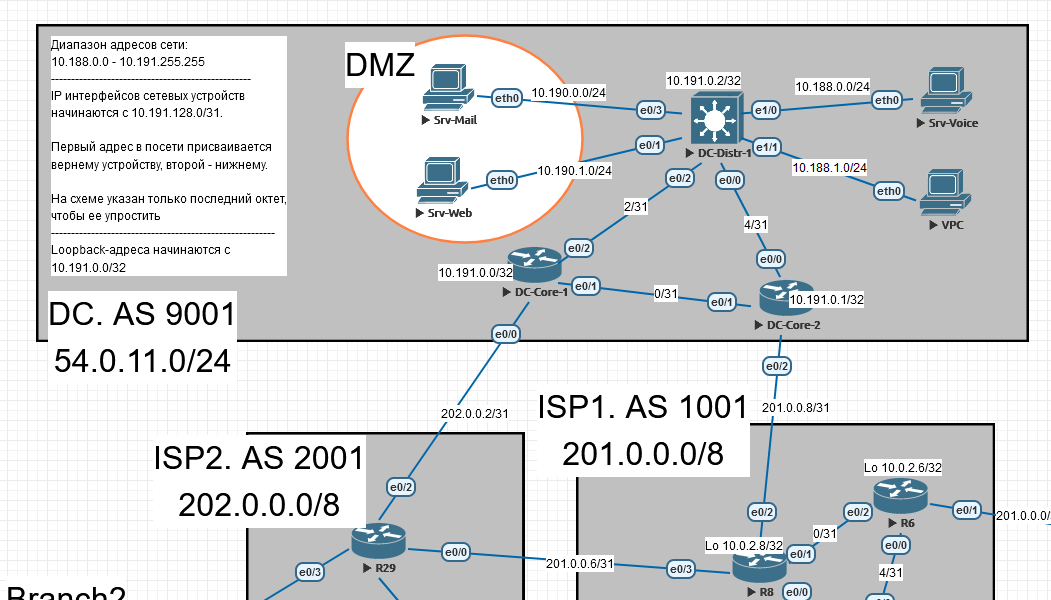 Диапазон адресов сети:
10.188.0.0 - 10.191.255.255
--------------------------------------------------
IP интерфейсов сетевых устройств
начинаются с 10.191.128.0/31.
Первый адрес в посети присваивается
вернему устройству, второй - нижнему.
На схеме указан только последний октет,
чтобы ее упростить
--------------------------------------------------------
Loopback-адреса начинаются с
10.191.0.0/32
DMZ
Srv-Mail
eth0
10.190.0.0/24
e0/3
10.191.0.2/32
DC-Distr-1
e1/0
10.188.0.0/24
eth0
Srv-Voice
Srv-Web
eth0
10.190.1.0/24
e0/1
e1/1
10.188.1.0/24
eth0
VPC
e0/2
e0/0
2/31
4/31
e0/2
e0/0
10.191.0.0/32
DC-Core-1
e0/1
0/31
e0/1
10.191.0.1/32
DC-Core-2
DC. AS 9001
54.0.11.0/24
e0/0
e0/2
202.0.0.2/31
201.0.0.8/31
ISP1. AS 1001
201.0.0.0/8
ISP2. AS 2001
202.0.0.0/8
e0/2
R29
e0/0
e0/3
201.0.0.6/31
e0/3
e0/2
Lo 10.0.2.8/32
R8
e0/1
e0/0
0/31
e0/2
Lo 10.0.2.6/32
R6
e0/1
201.0.0.0/
e0/0
4/31
Branch2